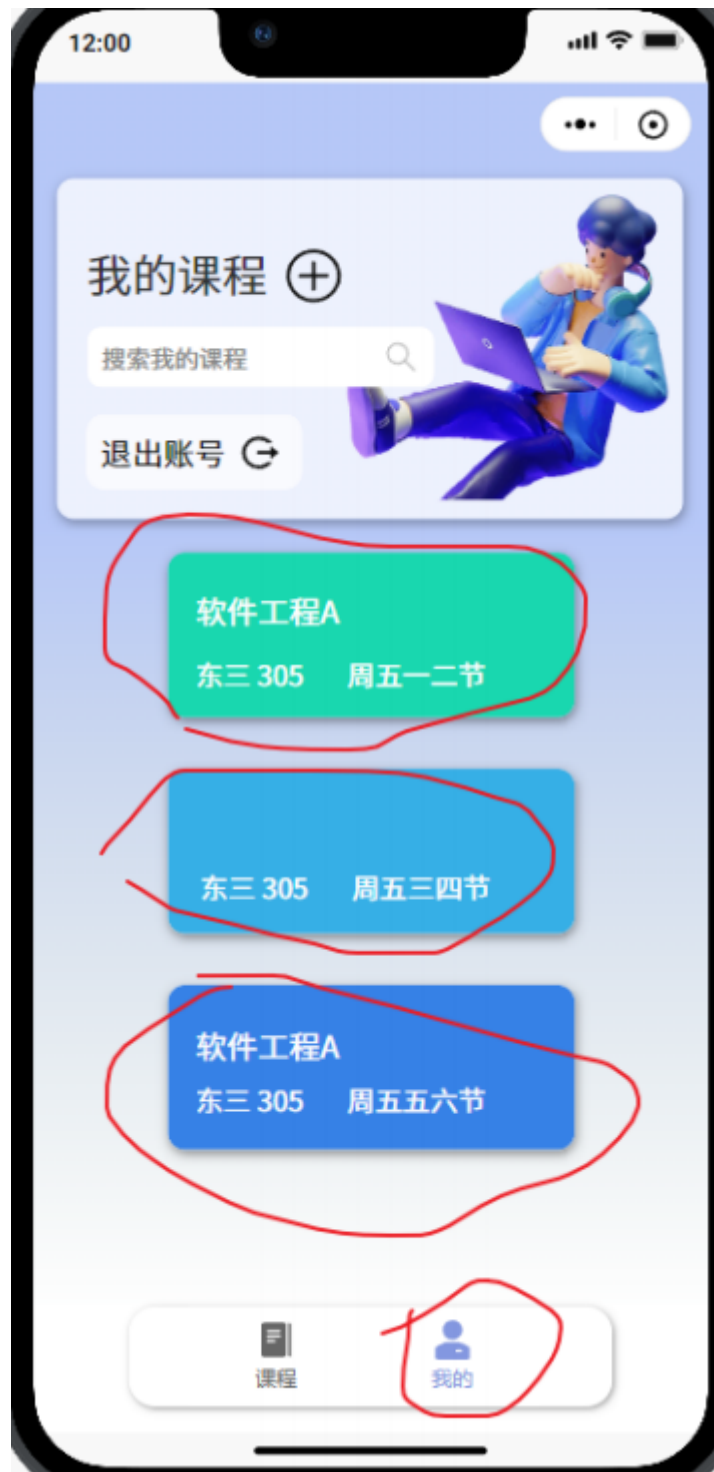 12:00
我的课程
搜索我的课程
退出账号
软件工程A
东三 305 周五一二节
东三 305 周五三四节
软件工程A
东三 305 周五五六节
课程 我的